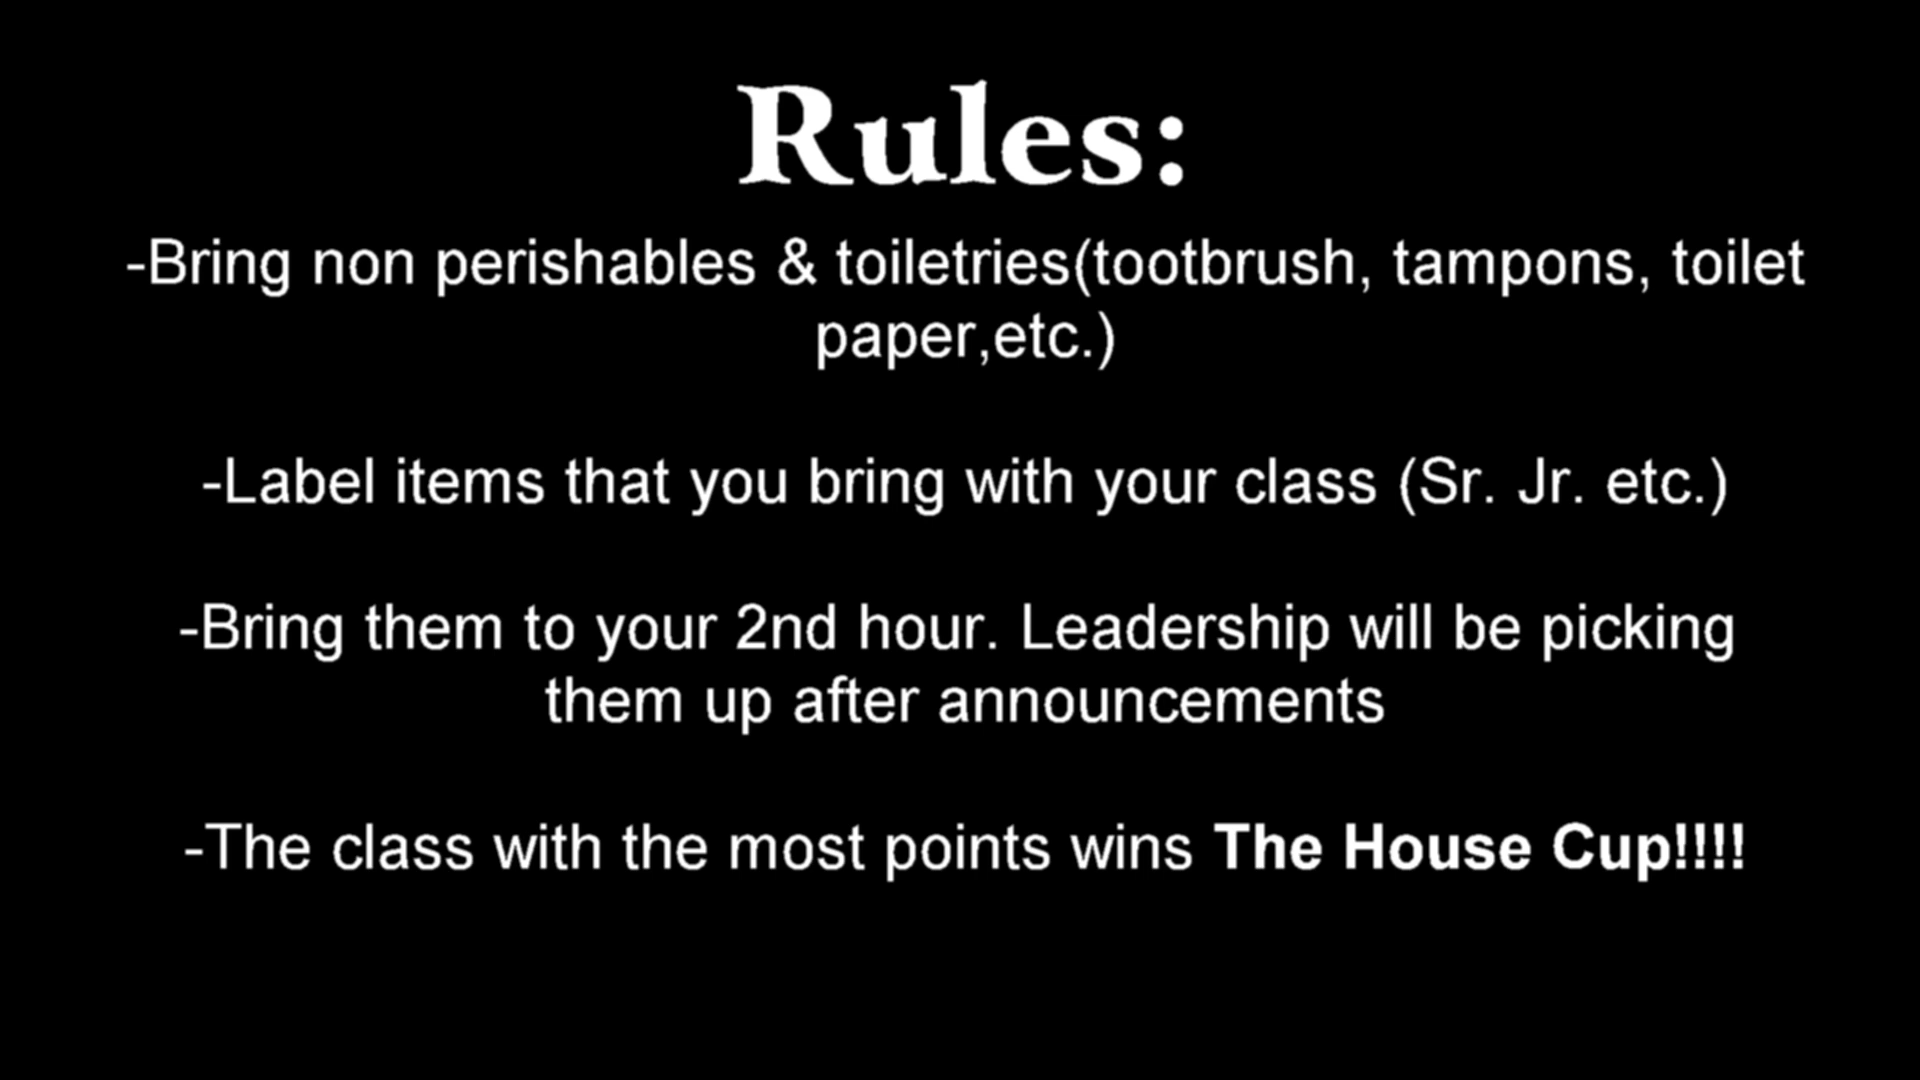 Rules:
-Bring non perishables & toiletries(tootbrush, tampons, toilet
paper,etc.)
-Label items that you bring with your class (Sr. Jr. etc.)
-Bring them to your 2nd hour. Leadership will be picking
them up after announcements
-The class with the most points wins The House Cup!!!!